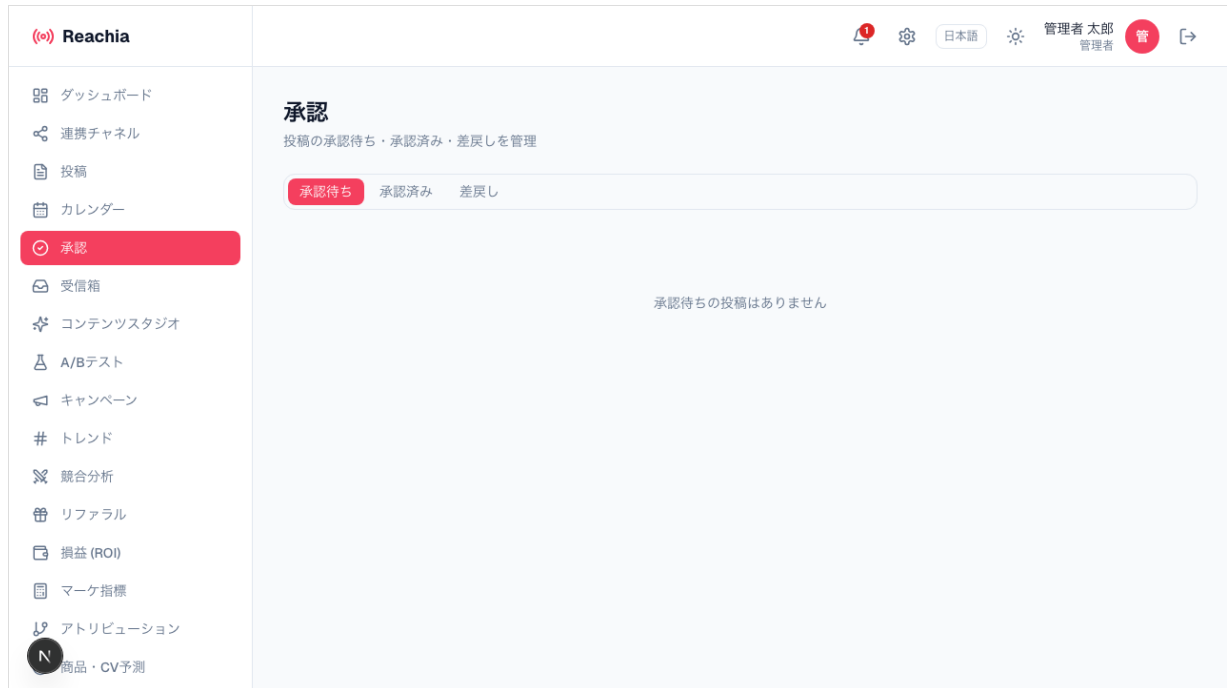 Reachia
1
日本語
管理者 太郎
管理者
管
ダッシュボード
連携チャネル
投稿
カレンダー
承認
受信箱
コンテンツスタジオ
A/Bテスト
キャンペーン
トレンド
競合分析
リファラル
損益 (ROI)
マーケ指標
アトリビューション
商品・CV予測
N
承認
投稿の承認待ち・承認済み・差戻しを管理
承認待ち 承認済み 差戻し
承認待ちの投稿はありません